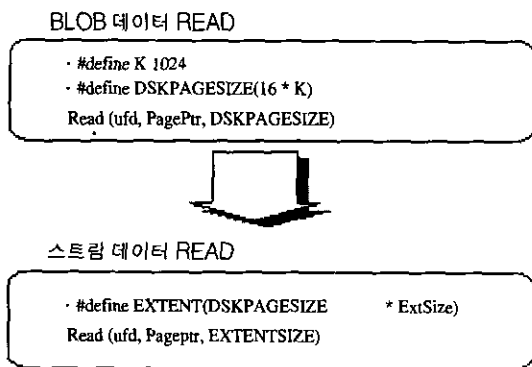 BLOB 데이터 READ
· #define K 1024
· #define DSKPAGESIZE(16 * K)
Read (ufd, PagePtr, DSKPAGESIZE)
스트림 데이터 READ
· #define EXTENT(DSKPAGESIZE * ExtSize)
Read (ufd, Pageptr, EXTENTSIZE)